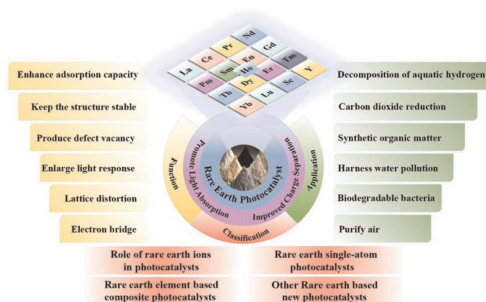 Nd
Pr
Gd
Ce
Eu
Tm
La
Sm
Ho
Er
Y
Pm
Dy
Sc
Tb
Lu
Yb
Enhance adsorption capacity
Keep the structure stable
Produce defect vacancy
Enlarge light response
Lattice distortion
Electron bridge
Function
Promote Light Absorption
Rare Earth Photocatalyst
Improved Charge Separation
Application
Classification
Decomposition of aquatic hydrogen
Carbon dioxide reduction
Synthetic organic matter
Harness water pollution
Biodegradable bacteria
Purify air
Role of rare earth ions
in photocatalysts
Rare earth single-atom
photocatalysts
Rare earth element based
composite photocatalysts
Other Rare earth based
new photocatalysts